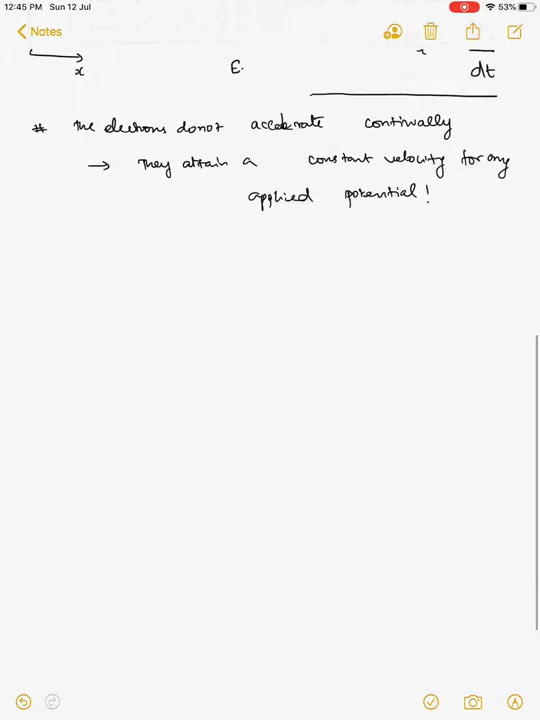 12:45 PM Sun 12 Jul 53%
Notes
x E. dt
* The electrons donot accelerate continually
→ They attain a constant velocity for any
applied potential!